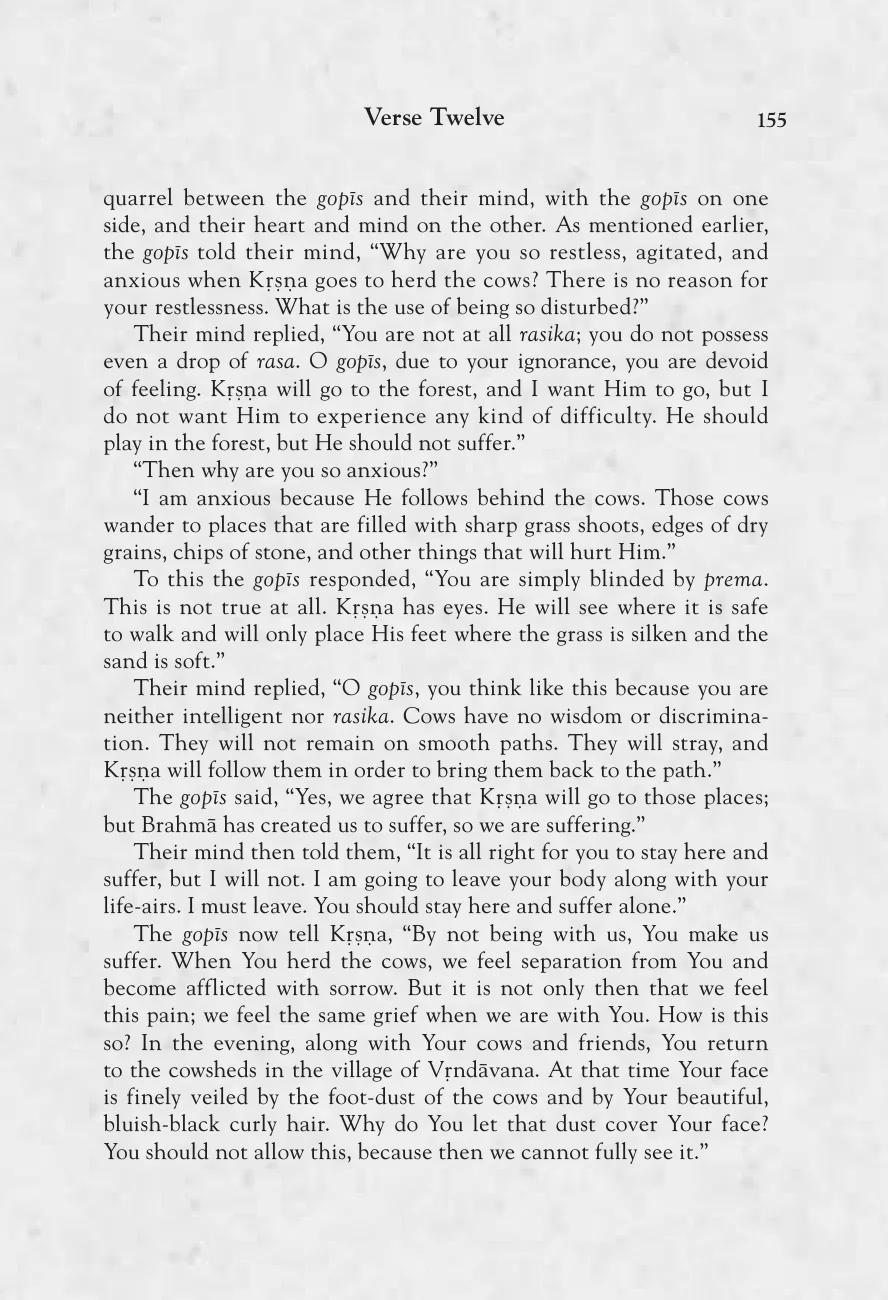 Verse Twelve 155
quarrel between the gopīs and their mind, with the gopīs on one
side, and their heart and mind on the other. As mentioned earlier,
the gopīs told their mind, “Why are you so restless, agitated, and
anxious when Kṛṣṇa goes to herd the cows? There is no reason for
your restlessness. What is the use of being so disturbed?”
Their mind replied, “You are not at all rasika; you do not possess
even a drop of rasa. O gopīs, due to your ignorance, you are devoid
of feeling. Kṛṣṇa will go to the forest, and I want Him to go, but I
do not want Him to experience any kind of difficulty. He should
play in the forest, but He should not suffer.”
“Then why are you so anxious?”
“I am anxious because He follows behind the cows. Those cows
wander to places that are filled with sharp grass shoots, edges of dry
grains, chips of stone, and other things that will hurt Him.”
To this the gopīs responded, “You are simply blinded by prema.
This is not true at all. Kṛṣṇa has eyes. He will see where it is safe
to walk and will only place His feet where the grass is silken and the
sand is soft.”
Their mind replied, “O gopīs, you think like this because you are
neither intelligent nor rasika. Cows have no wisdom or discrimina-
tion. They will not remain on smooth paths. They will stray, and
Kṛṣṇa will follow them in order to bring them back to the path.”
The gopīs said, “Yes, we agree that Kṛṣṇa will go to those places;
but Brahmā has created us to suffer, so we are suffering.”
Their mind then told them, “It is all right for you to stay here and
suffer, but I will not. I am going to leave your body along with your
life-airs. I must leave. You should stay here and suffer alone.”
The gopīs now tell Kṛṣṇa, “By not being with us, You make us
suffer. When You herd the cows, we feel separation from You and
become afflicted with sorrow. But it is not only then that we feel
this pain; we feel the same grief when we are with You. How is this
so? In the evening, along with Your cows and friends, You return
to the cowsheds in the village of Vṛndāvana. At that time Your face
is finely veiled by the foot-dust of the cows and by Your beautiful,
bluish-black curly hair. Why do You let that dust cover Your face?
You should not allow this, because then we cannot fully see it.”